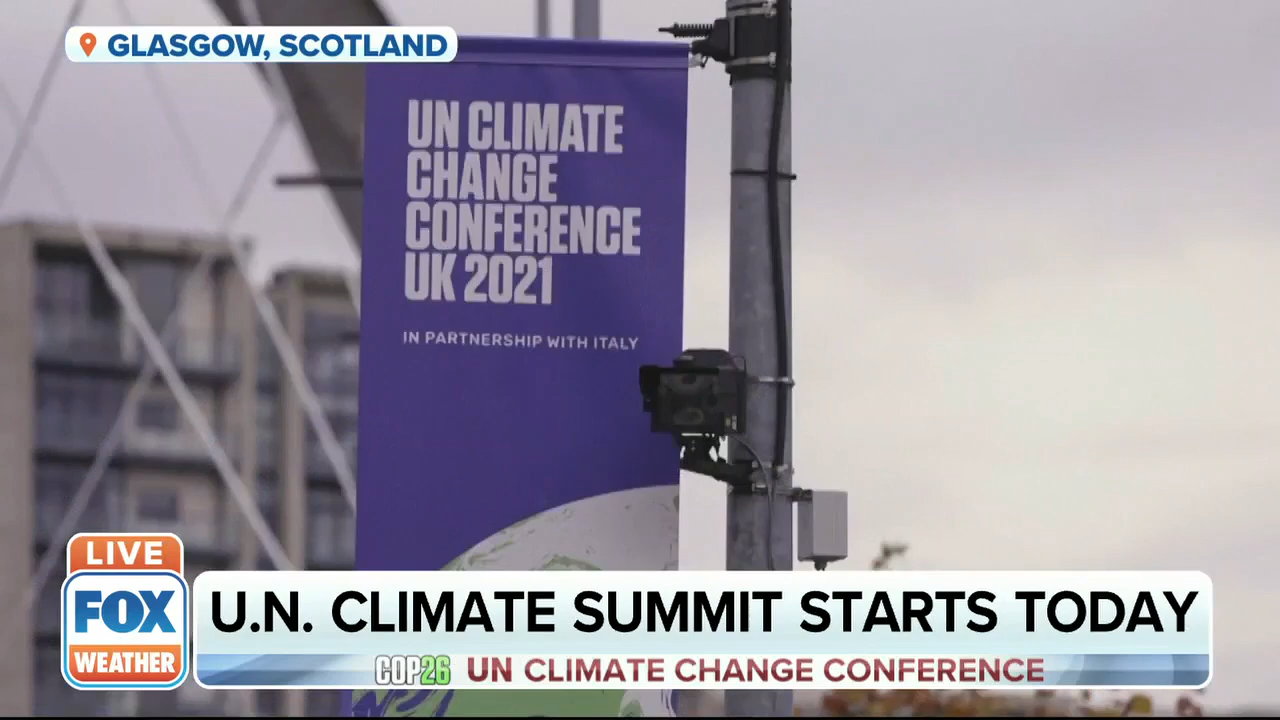 GLASGOW, SCOTLAND
UN CLIMATE
CHANGE
CONFERENCE
UK 2021
IN PARTNERSHIP WITH ITALY
LIVE
FOX
WEATHER
U.N. CLIMATE SUMMIT STARTS TODAY
COP26 UN CLIMATE CHANGE CONFERENCE